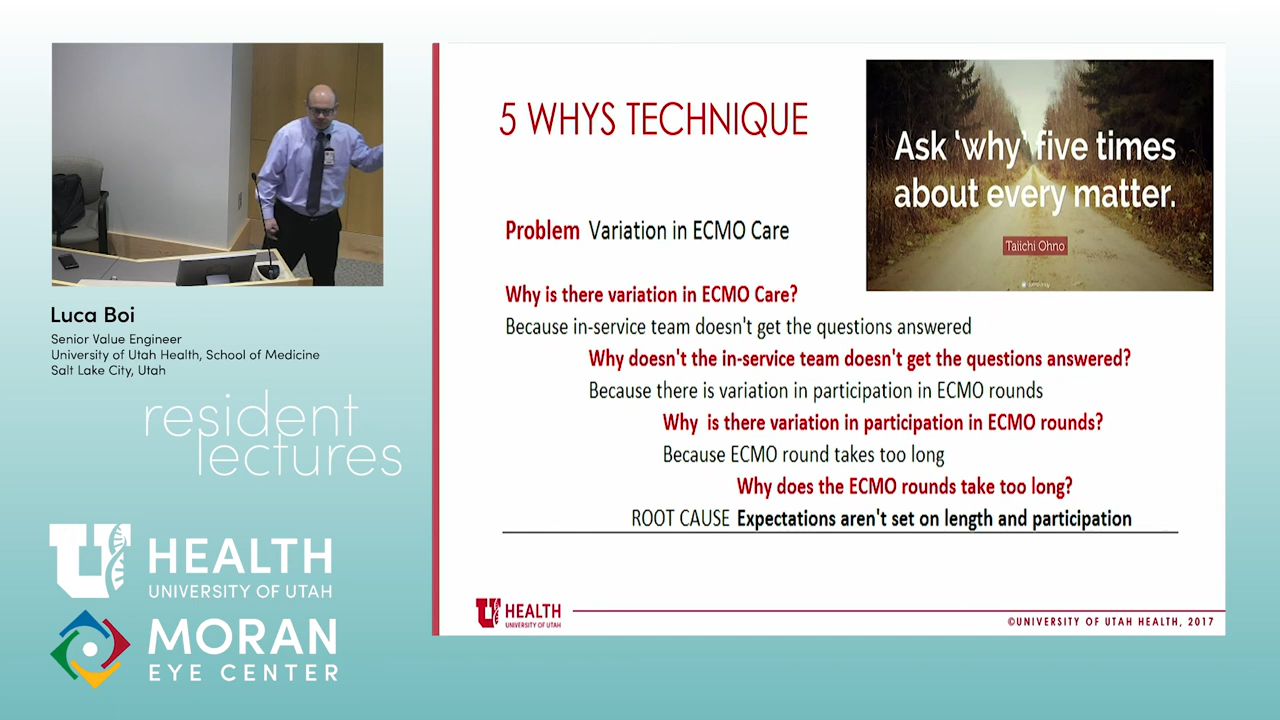 Luca Boi
Senior Value Engineer
University of Utah Health, School of Medicine
Salt Lake City, Utah
resident
lectures
U HEALTH
UNIVERSITY OF UTAH
MORAN
EYE CENTER
5 WHYS TECHNIQUE
Ask ‘why’ five times
about every matter.
Taiichi Ohno
Problem Variation in ECMO Care
Why is there variation in ECMO Care?
Because in-service team doesn't get the questions answered
Why doesn't the in-service team doesn't get the questions answered?
Because there is variation in participation in ECMO rounds
Why is there variation in participation in ECMO rounds?
Because ECMO round takes too long
Why does the ECMO rounds take too long?
ROOT CAUSE Expectations aren't set on length and participation
U HEALTH
UNIVERSITY OF UTAH
©UNIVERSITY OF UTAH HEALTH, 2017